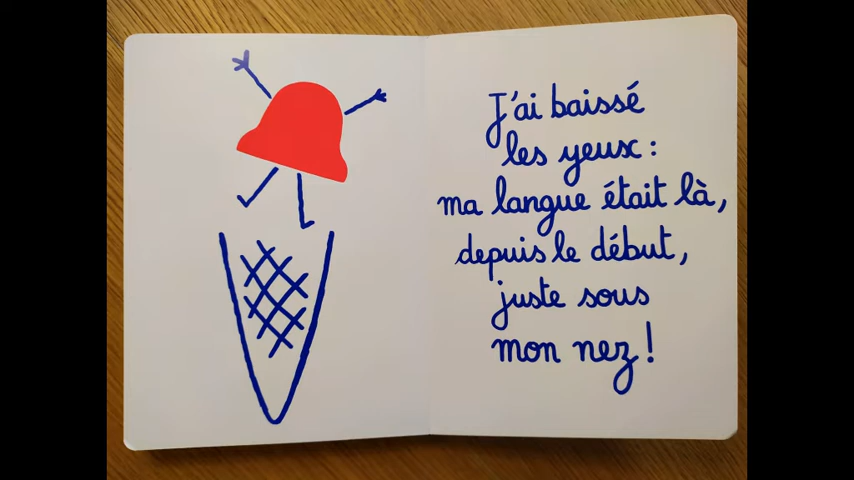 J'ai baissé
les yeux :
ma langue était là,
depuis le début,
juste sous
mon nez !